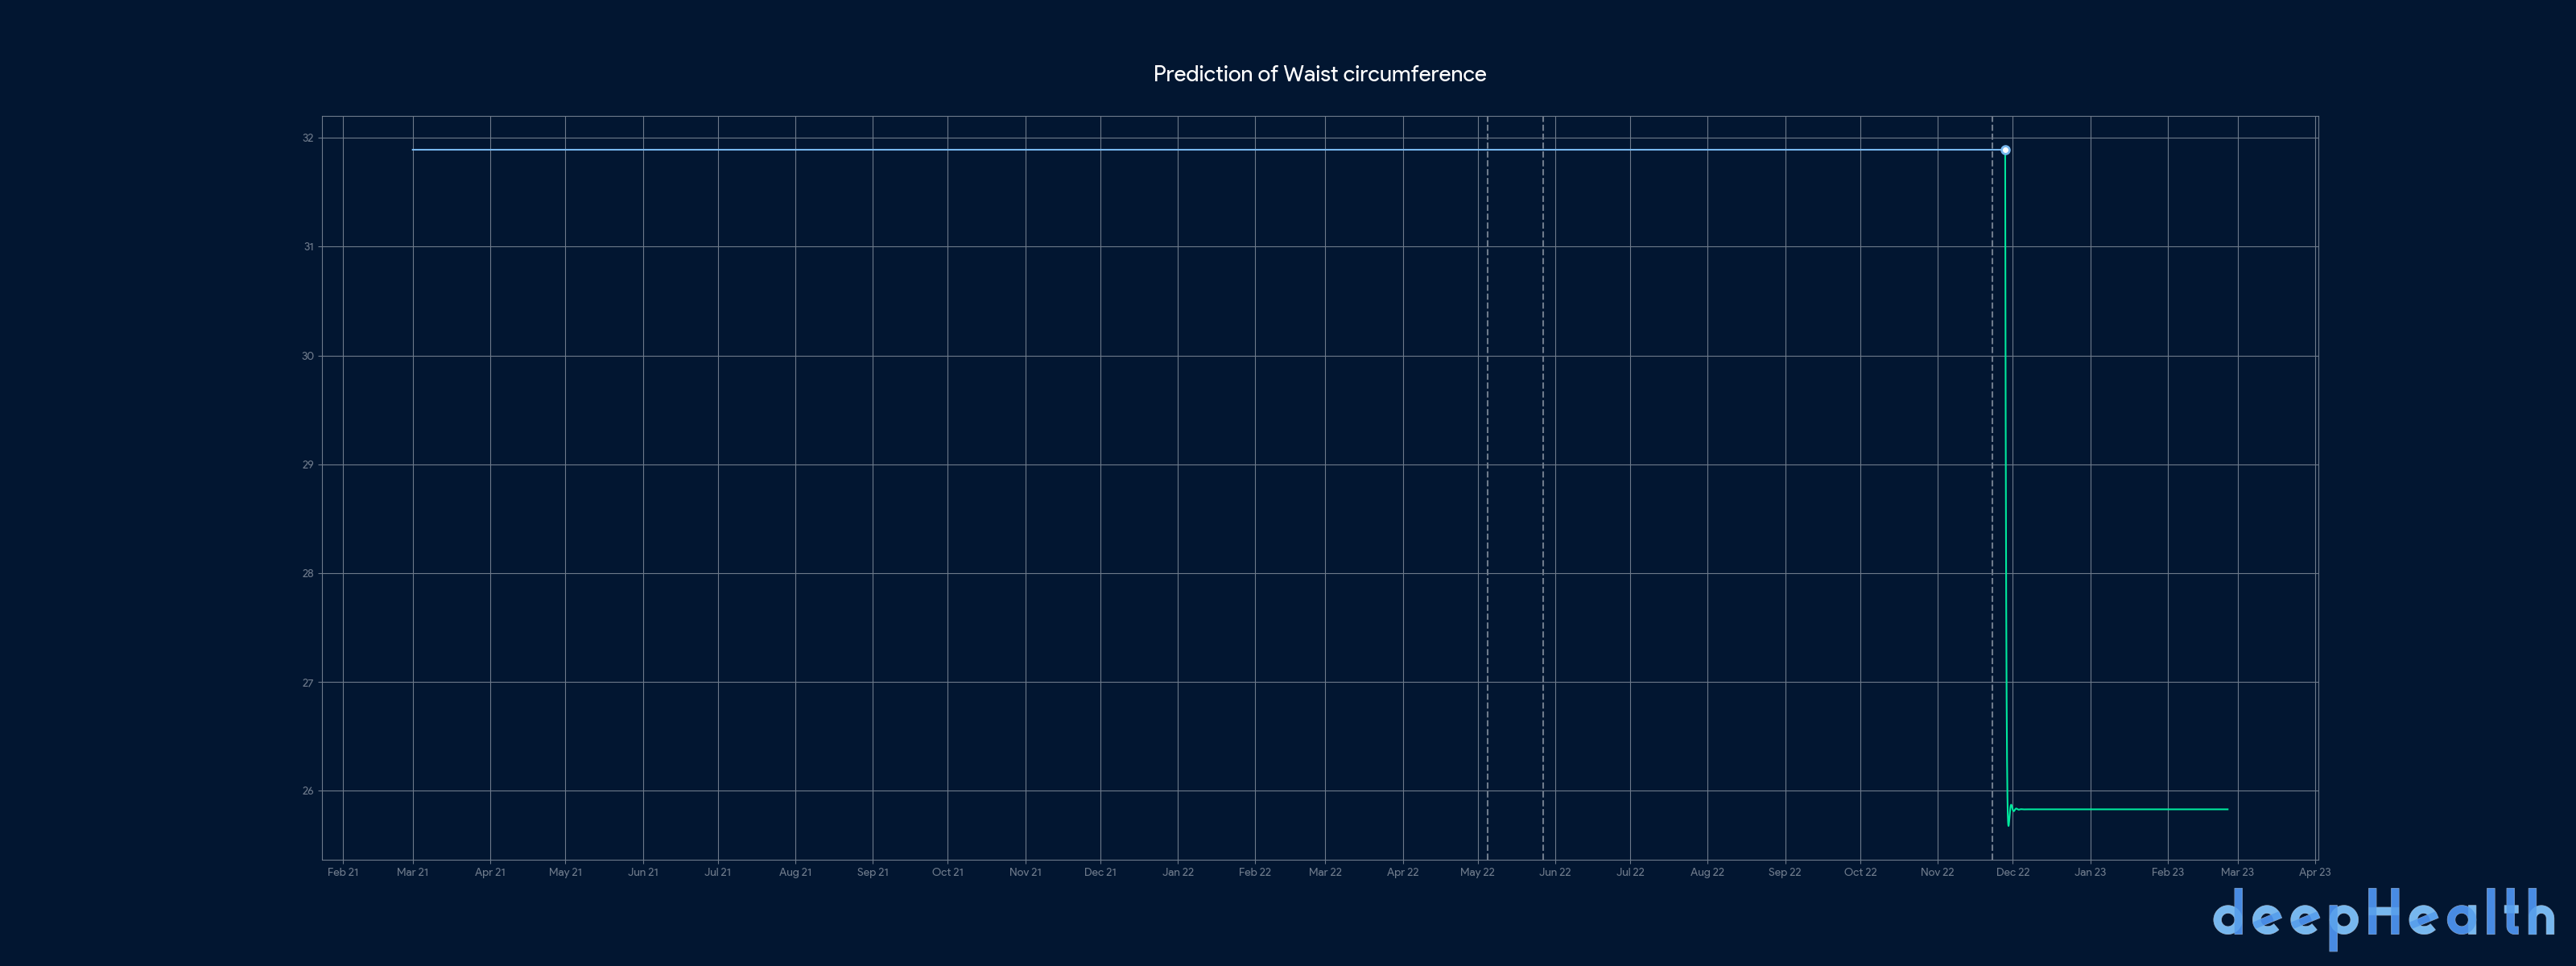 Prediction of Waist circumference
32
31
30
29
28
27
26
Feb 21 Mar 21 Apr 21 May 21 Jun 21 Jul 21 Aug 21 Sep 21 Oct 21 Nov 21 Dec 21 Jan 22 Feb 22 Mar 22 Apr 22 May 22 Jun 22 Jul 22 Aug 22 Sep 22 Oct 22 Nov 22 Dec 22 Jan 23 Feb 23 Mar 23 Apr 23
deepHealth